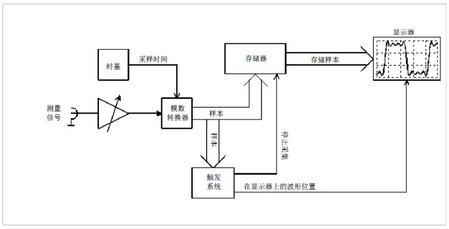 显示器
时基
采样时间
存储器
存储样本
测量
信号
模数
转换器
样本
样本
停止采集
触发
系统
在显示器上的波形位置